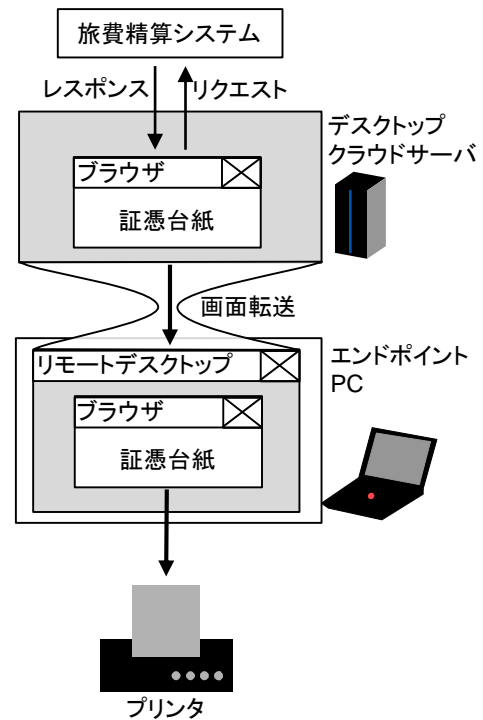 旅費精算システム
レスポンス
リクエスト
デスクトップ
クラウドサーバ
ブラウザ
証憑台紙
画面転送
エンドポイント
PC
リモートデスクトップ
ブラウザ
証憑台紙
プリンタ